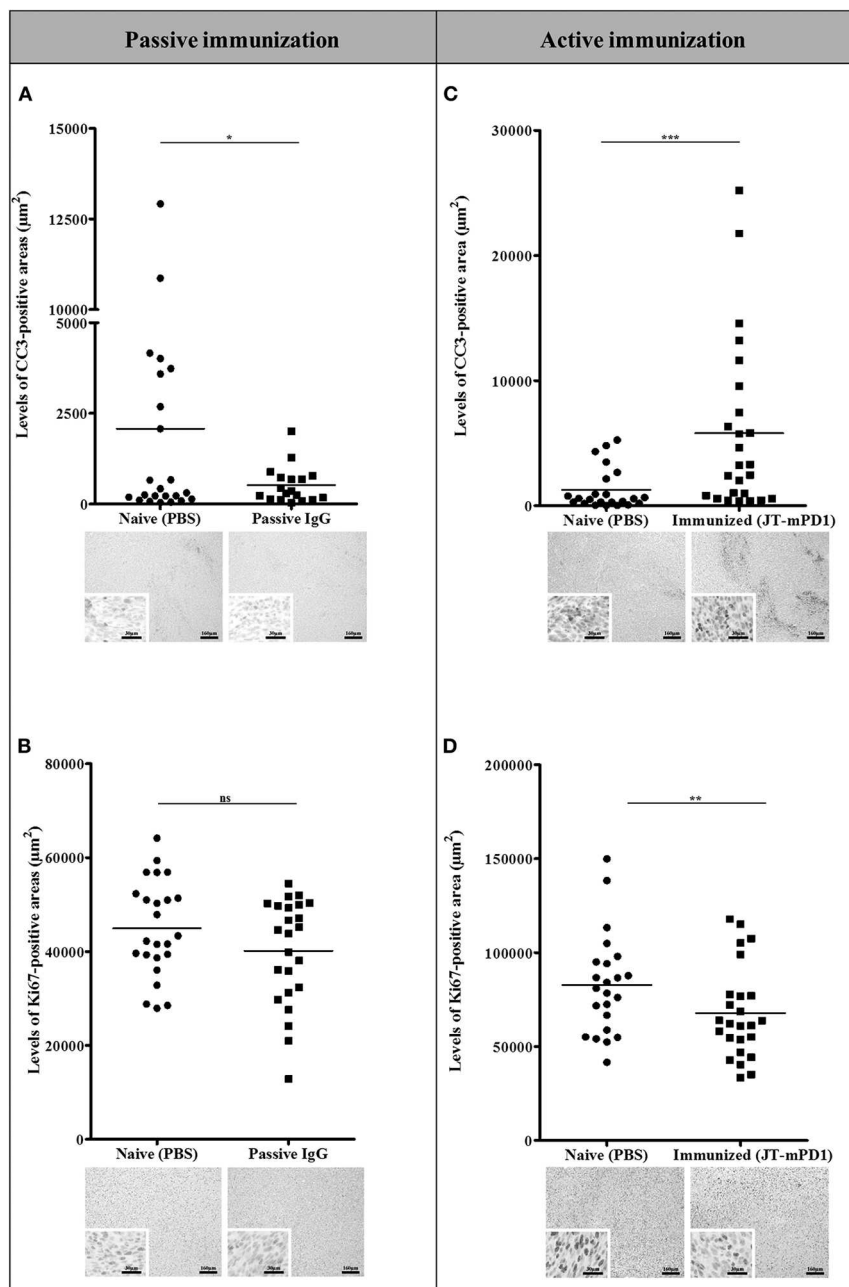 Passive immunization
Active immunization
A
Levels of CC3-positive areas (µm²)
15000
12500
10000
5000
2500
0
*
Naive (PBS)
Passive IgG
30µm
160µm
30µm
160µm
B
Levels of Ki67-positive areas (µm²)
80000
60000
40000
20000
0
ns
Naive (PBS)
Passive IgG
30µm
160µm
30µm
160µm
C
Levels of CC3-positive area (µm²)
30000
20000
10000
0
***
Naive (PBS)
Immunized (JT-mPD1)
30µm
160µm
30µm
160µm
D
Levels of Ki67-positive area (µm²)
200000
150000
100000
50000
0
**
Naive (PBS)
Immunized (JT-mPD1)
30µm
160µm
30µm
160µm